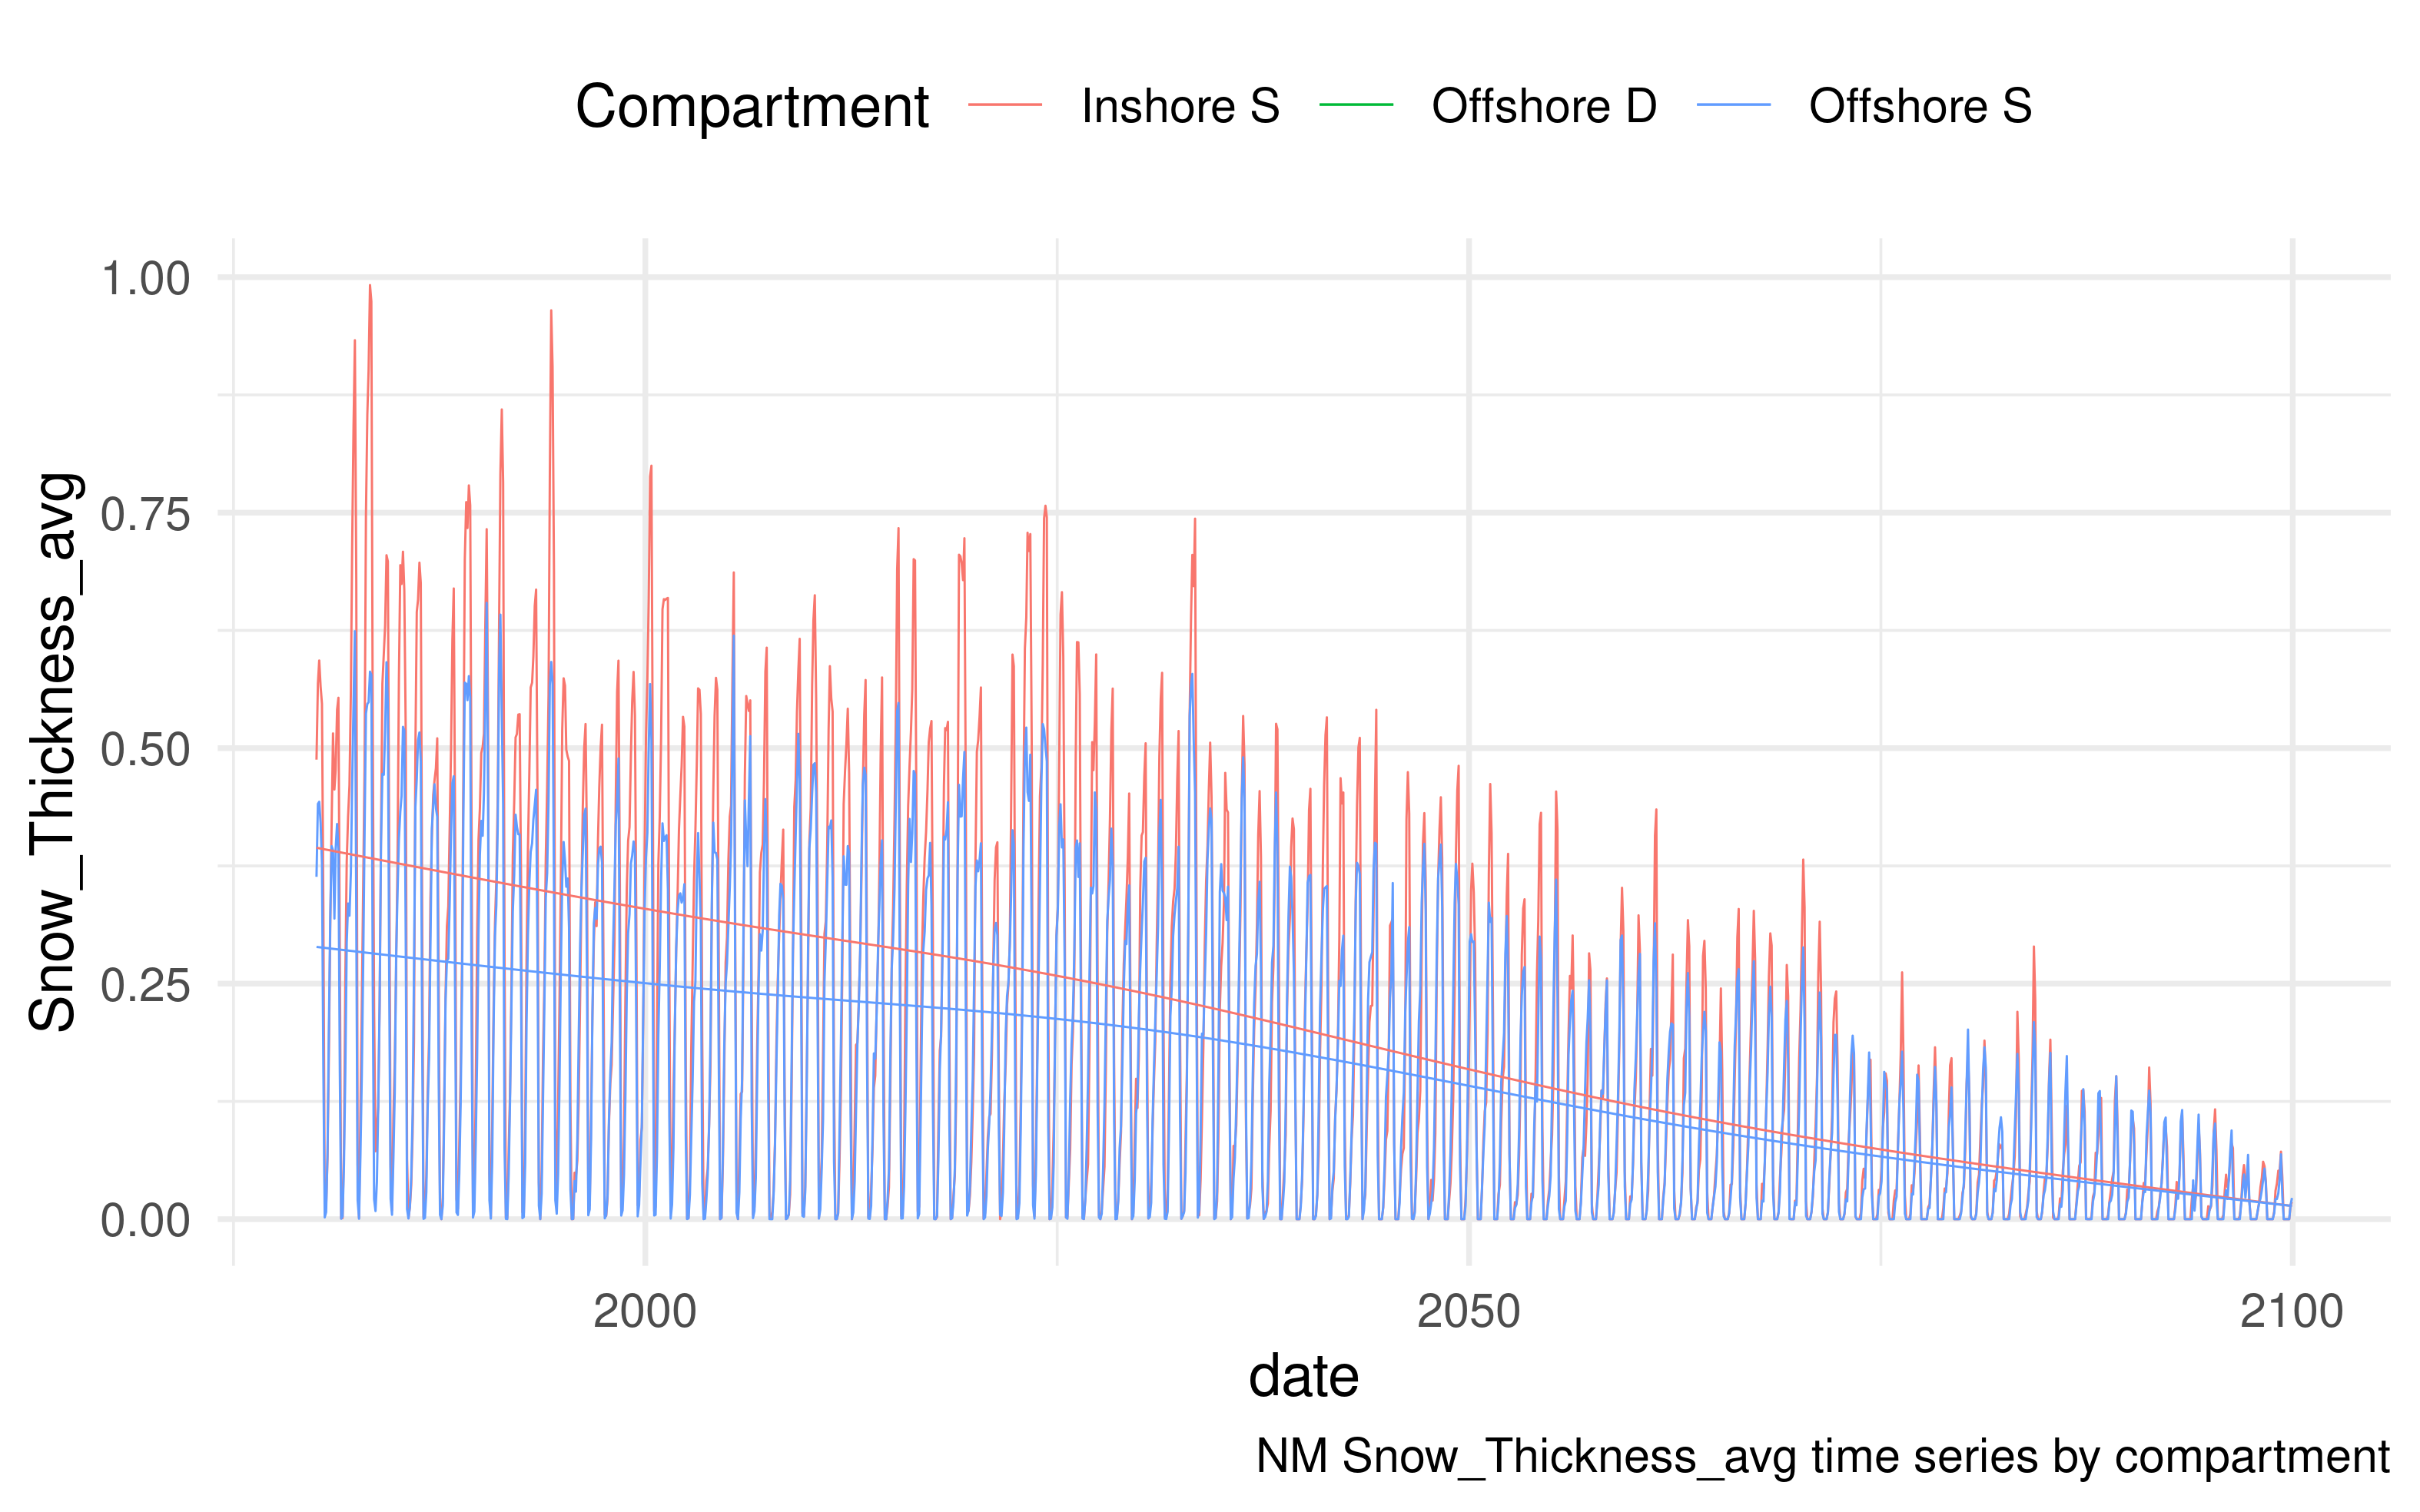 Compartment Inshore S Offshore D Offshore S
Snow_Thickness_avg
1.00
0.75
0.50
0.25
0.00
2000 2050 2100
date
NM Snow_Thickness_avg time series by compartment